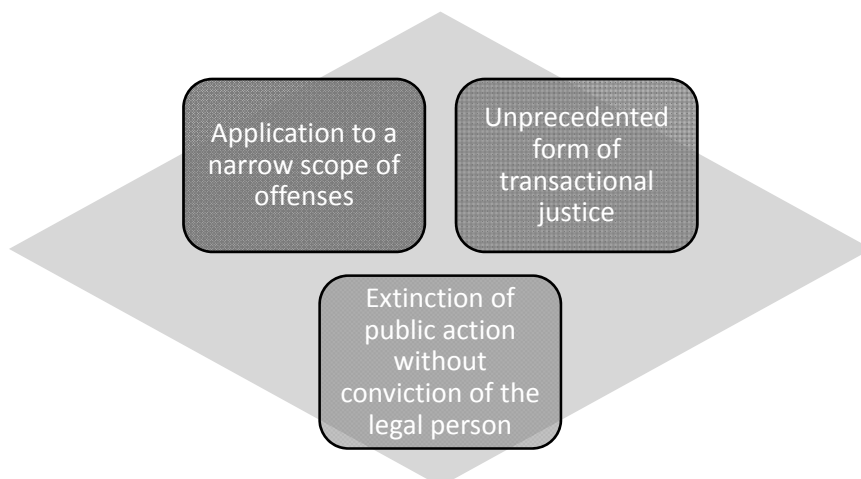 Application to a
narrow scope of
offenses
Unprecedented
form of
transactional
justice
Extinction of
public action
without
conviction of the
legal person